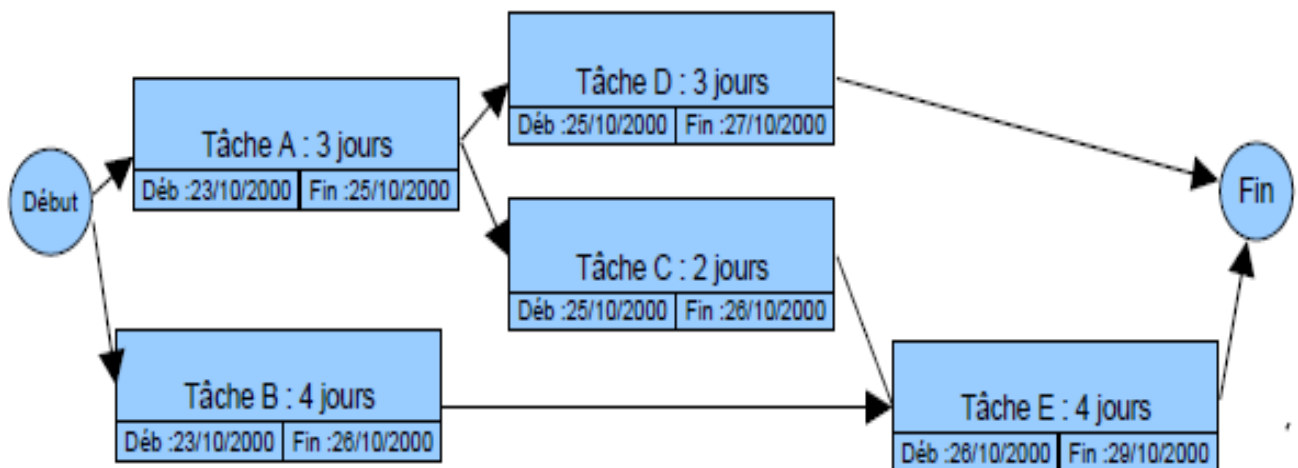 Début
Tâche A : 3 jours
Déb :23/10/2000 Fin :25/10/2000
Tâche B : 4 jours
Déb :23/10/2000 Fin :26/10/2000
Tâche D : 3 jours
Déb :25/10/2000 Fin :27/10/2000
Tâche C : 2 jours
Déb :25/10/2000 Fin :26/10/2000
Tâche E : 4 jours
Déb :26/10/2000 Fin :29/10/2000
Fin
,